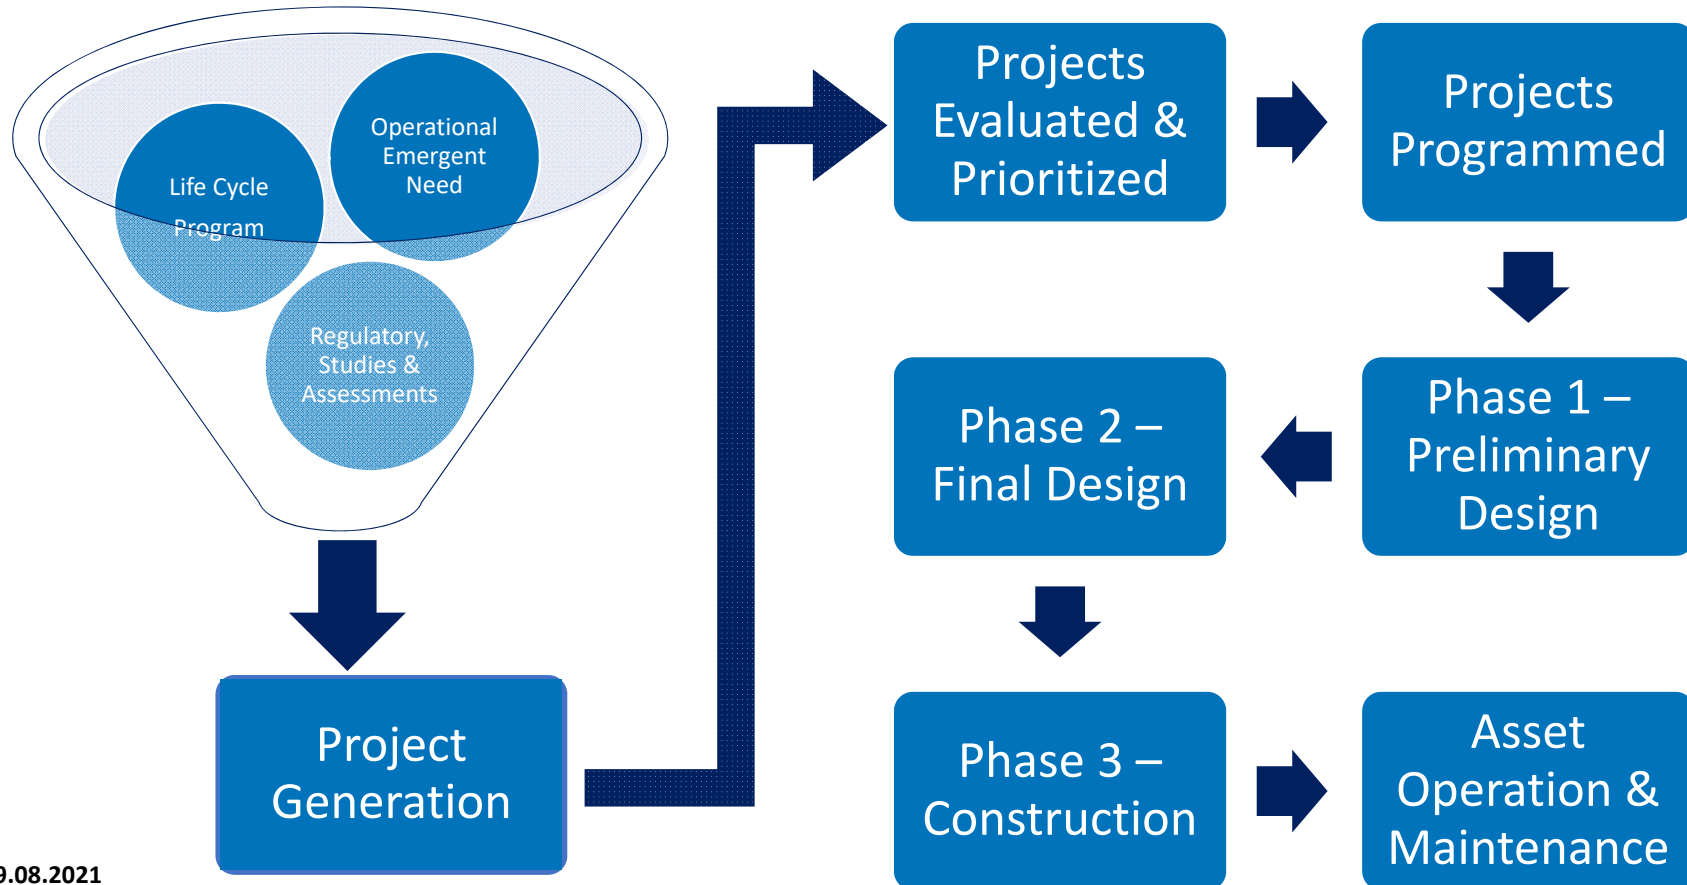 Life Cycle
Program
Operational
Emergent
Need
Regulatory,
Studies &
Assessments
Project
Generation
Projects
Evaluated &
Prioritized
Projects
Programmed
Phase 1 –
Preliminary
Design
Phase 2 –
Final Design
Phase 3 –
Construction
Asset
Operation &
Maintenance
9.08.2021